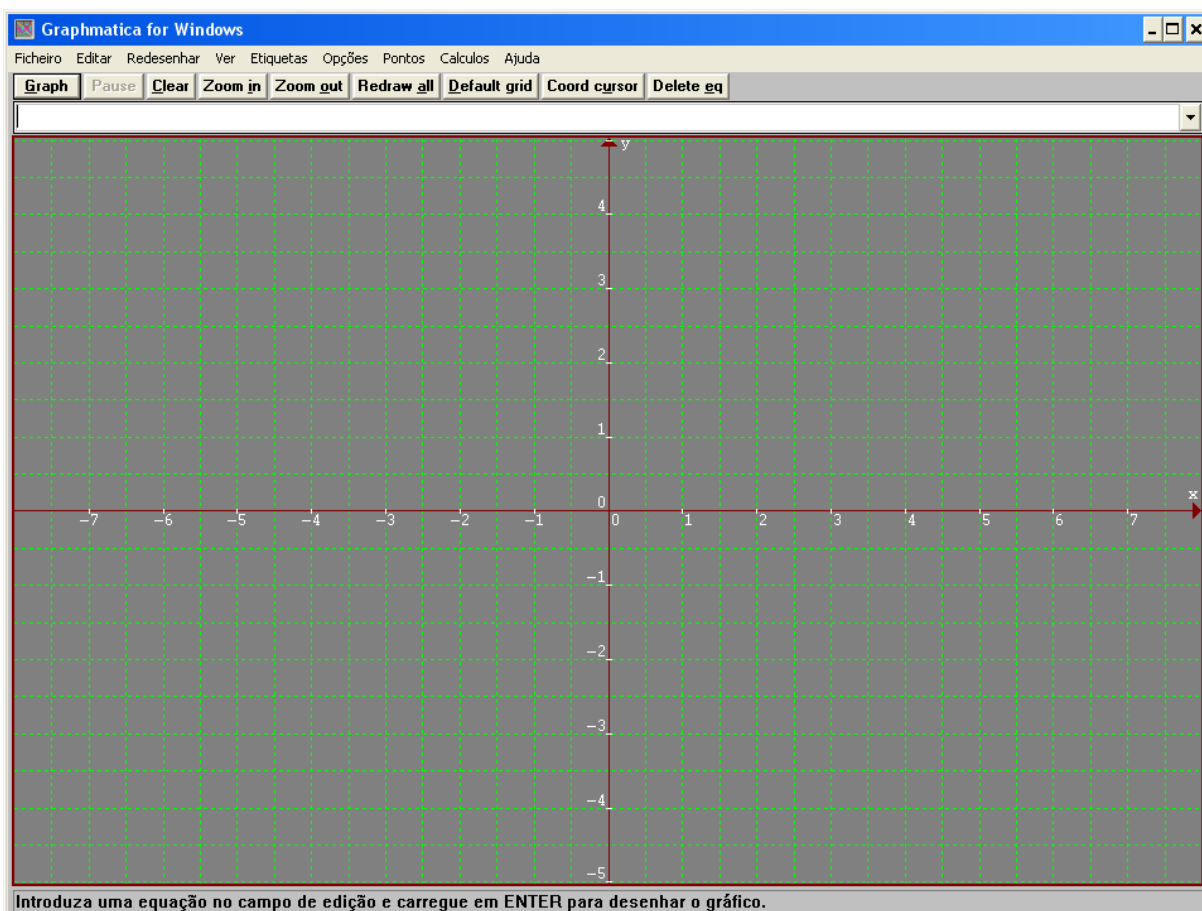 Graphmatica for Windows
Ficheiro Editar Redesenhar Ver Etiquetas Opções Pontos Calculos Ajuda
Graph Pause Clear Zoom in Zoom out Redraw all Default grid Coord cursor Delete eq
y
4
3
2
1
0 x
-7 -6 -5 -4 -3 -2 -1 0 1 2 3 4 5 6 7
-1
-2
-3
-4
-5
Introduza uma equação no campo de edição e carregue em ENTER para desenhar o gráfico.